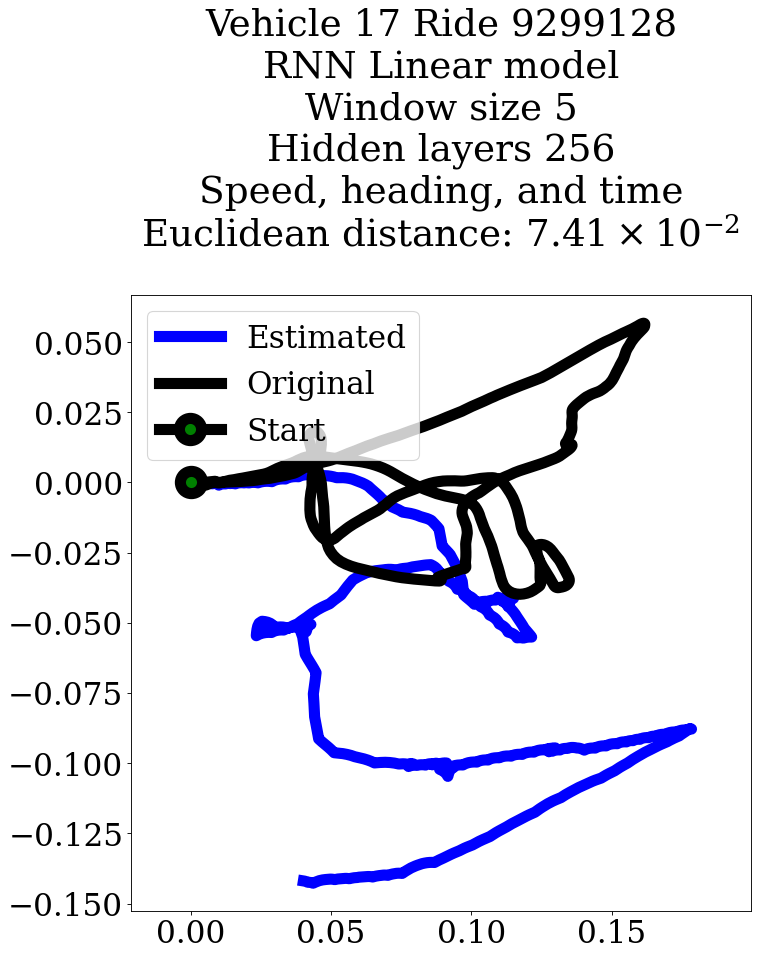 Vehicle 17 Ride 9299128
RNN Linear model
Window size 5
Hidden layers 256
Speed, heading, and time
Euclidean distance: 7.41 × 10⁻²
Estimated
Original
Start
0.050
0.025
0.000
−0.025
−0.050
−0.075
−0.100
−0.125
−0.150
0.00 0.05 0.10 0.15